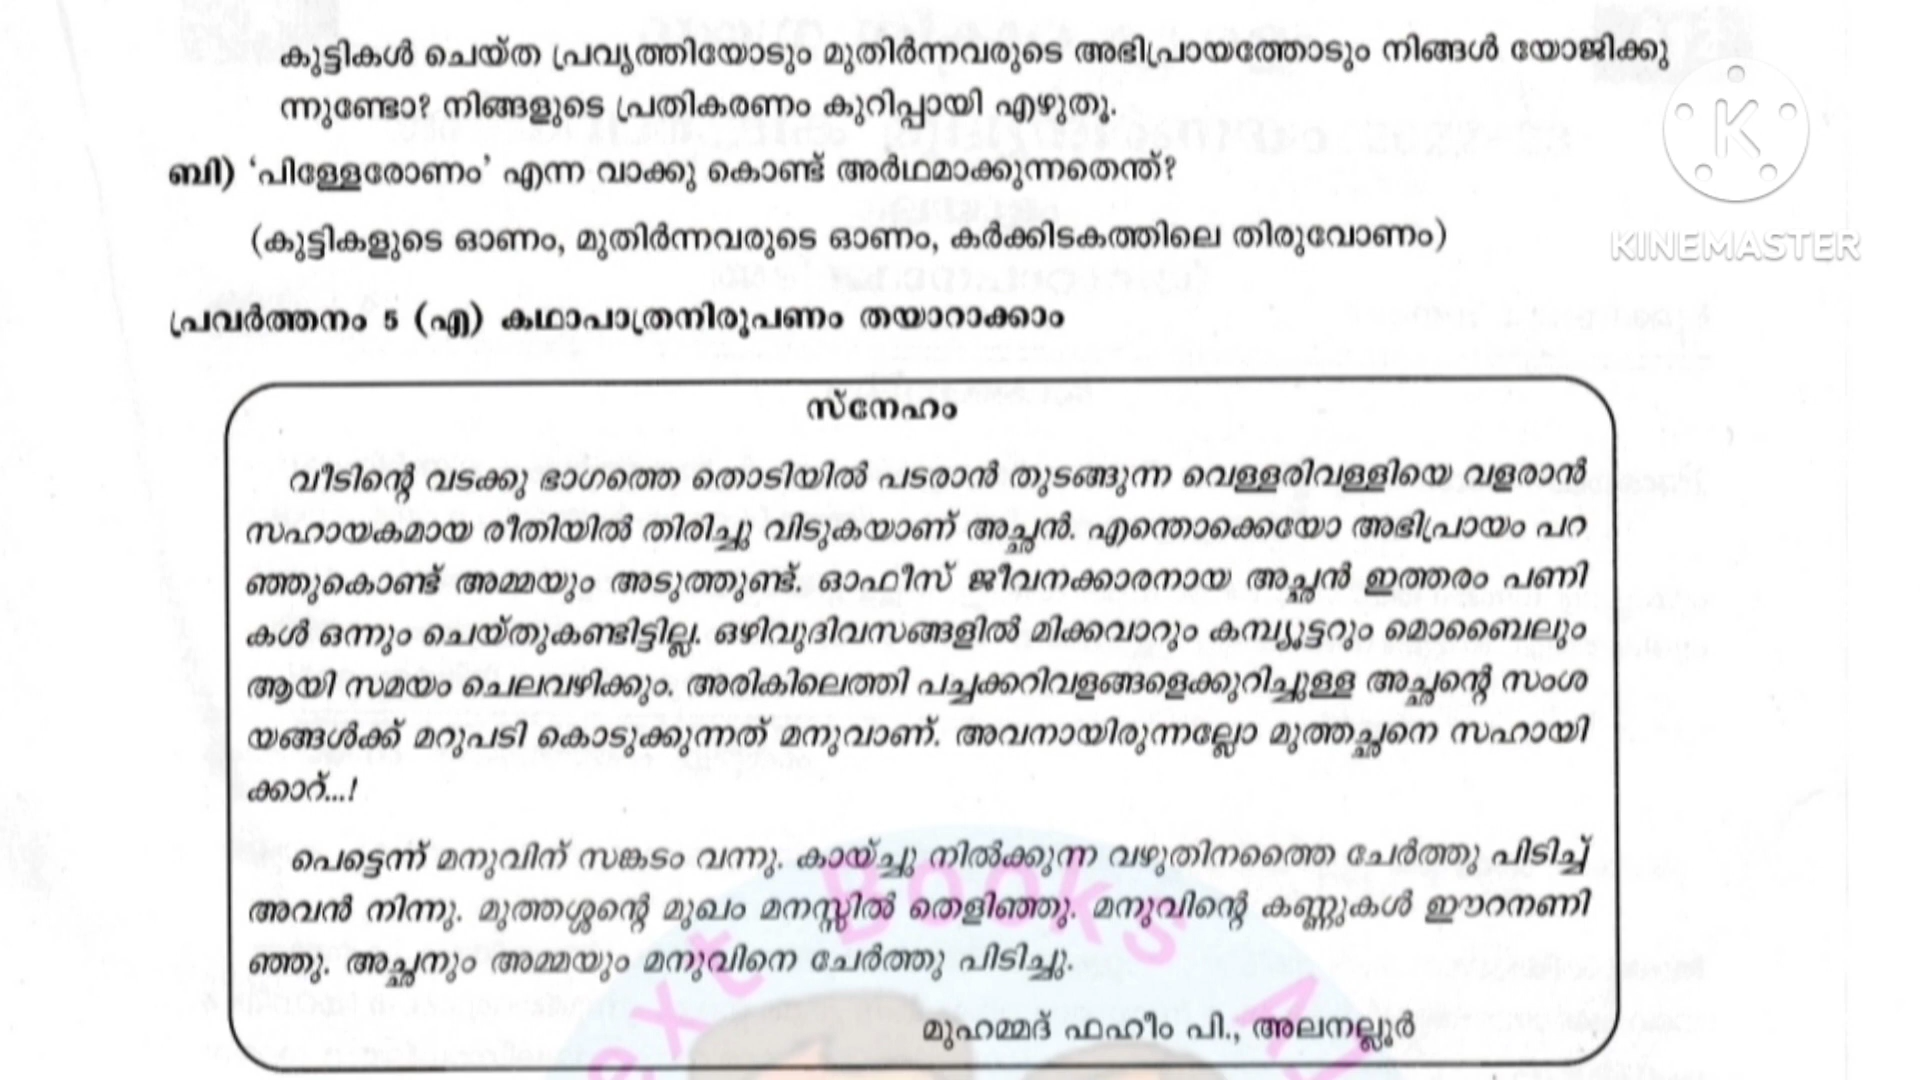 കുട്ടികൾ ചെയ്ത പ്രവൃത്തിയോടും മുതിർന്നവരുടെ അഭിപ്രായത്തോടും നിങ്ങൾ യോജിക്കു
ന്നുണ്ടോ? നിങ്ങളുടെ പ്രതികരണം കുറിപ്പായി എഴുതൂ.
ബി) ‘പിള്ളേരോണം’ എന്ന വാക്കു കൊണ്ട് അർഥമാക്കുന്നതെന്ത്?
(കുട്ടികളുടെ ഓണം, മുതിർന്നവരുടെ ഓണം, കർക്കിടകത്തിലെ തിരുവോണം)
പ്രവർത്തനം 5 (എ) കഥാപാത്രനിരൂപണം തയാറാക്കാം
സ്നേഹം
വീടിന്റെ വടക്കു ഭാഗത്തെ തൊടിയിൽ പടരാൻ തുടങ്ങുന്ന വെള്ളരിവള്ളിയെ വളരാൻ
സഹായകമായ രീതിയിൽ തിരിച്ചു വിടുകയാണ് അച്ഛൻ. എന്തൊക്കെയോ അഭിപ്രായം പറ
ഞ്ഞുകൊണ്ട് അമ്മയും അടുത്തുണ്ട്. ഓഫീസ് ജീവനക്കാരനായ അച്ഛൻ ഇത്തരം പണി
കൾ ഒന്നും ചെയ്തുകണ്ടിട്ടില്ല. ഒഴിവുദിവസങ്ങളിൽ മിക്കവാറും കമ്പ്യൂട്ടറും മൊബൈലും
ആയി സമയം ചെലവഴിക്കും. അരികിലെത്തി പച്ചക്കറിവളങ്ങളെക്കുറിച്ചുള്ള അച്ഛന്റെ സംശ
യങ്ങൾക്ക് മറുപടി കൊടുക്കുന്നത് മനുവാണ്. അവനായിരുന്നല്ലോ മുത്തച്ഛനെ സഹായി
ക്കാറ്...!
പെട്ടെന്ന് മനുവിന് സങ്കടം വന്നു. കായ്ച്ചു നിൽക്കുന്ന വഴുതിനത്തൈ ചേർത്തു പിടിച്ച്
അവൻ നിന്നു. മുത്തശ്ശന്റെ മുഖം മനസ്സിൽ തെളിഞ്ഞു. മനുവിന്റെ കണ്ണുകൾ ഈറനണി
ഞ്ഞു. അച്ഛനും അമ്മയും മനുവിനെ ചേർത്തു പിടിച്ചു.
മുഹമ്മദ് ഫഹീം പി., അലനല്ലൂർ
K
KINEMASTER
Books